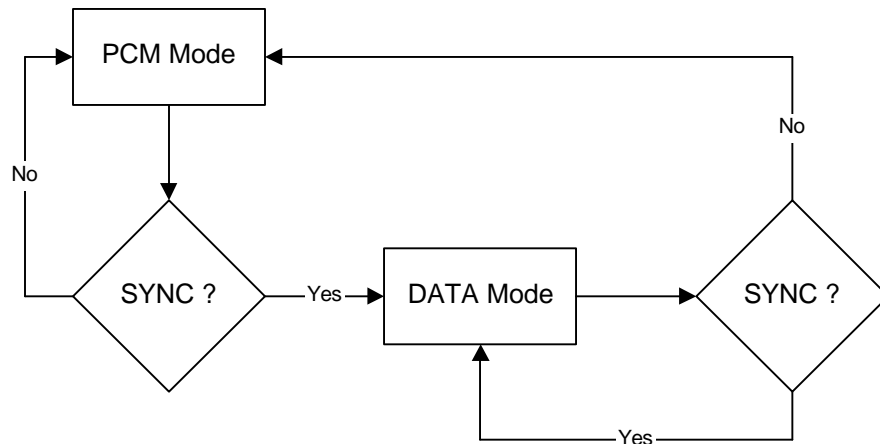 PCM Mode
No
No
SYNC ?
Yes
DATA Mode
SYNC ?
Yes